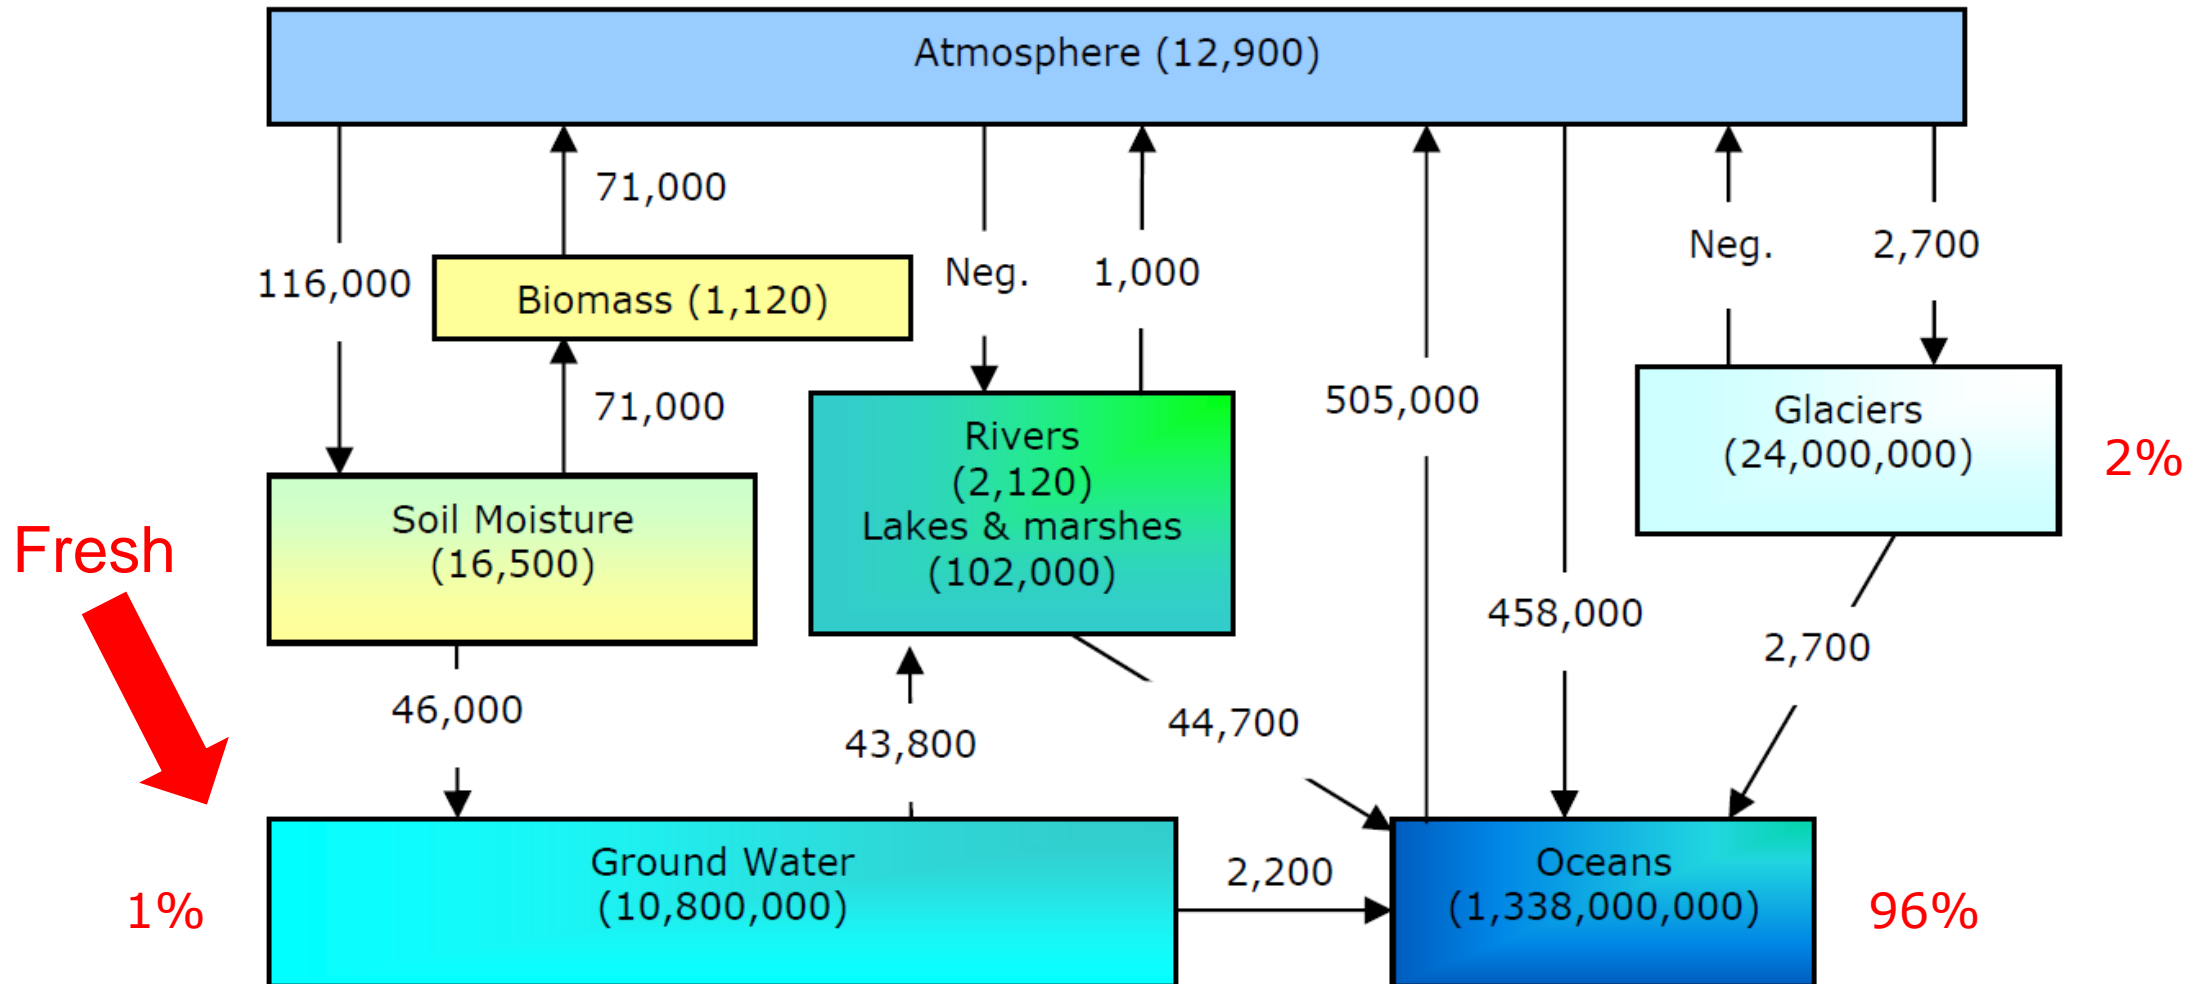 Atmosphere (12,900)
71,000
116,000
Biomass (1,120)
Neg.
1,000
Neg.
2,700
71,000
505,000
Rivers
(2,120)
Lakes & marshes
(102,000)
Glaciers
(24,000,000)
2%
Fresh
Soil Moisture
(16,500)
458,000
2,700
46,000
43,800
44,700
1%
Ground Water
(10,800,000)
2,200
Oceans
(1,338,000,000)
96%